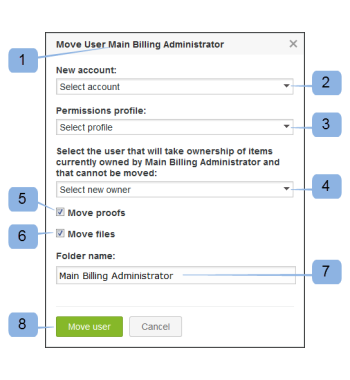 Move User Main Billing Administrator ×
1
New account:
Select account
2
Permissions profile:
Select profile
3
Select the user that will take ownership of items
currently owned by Main Billing Administrator and
that cannot be moved:
Select new owner
4
5
Move proofs
6
Move files
Folder name:
Main Billing Administrator
7
8
Move user Cancel